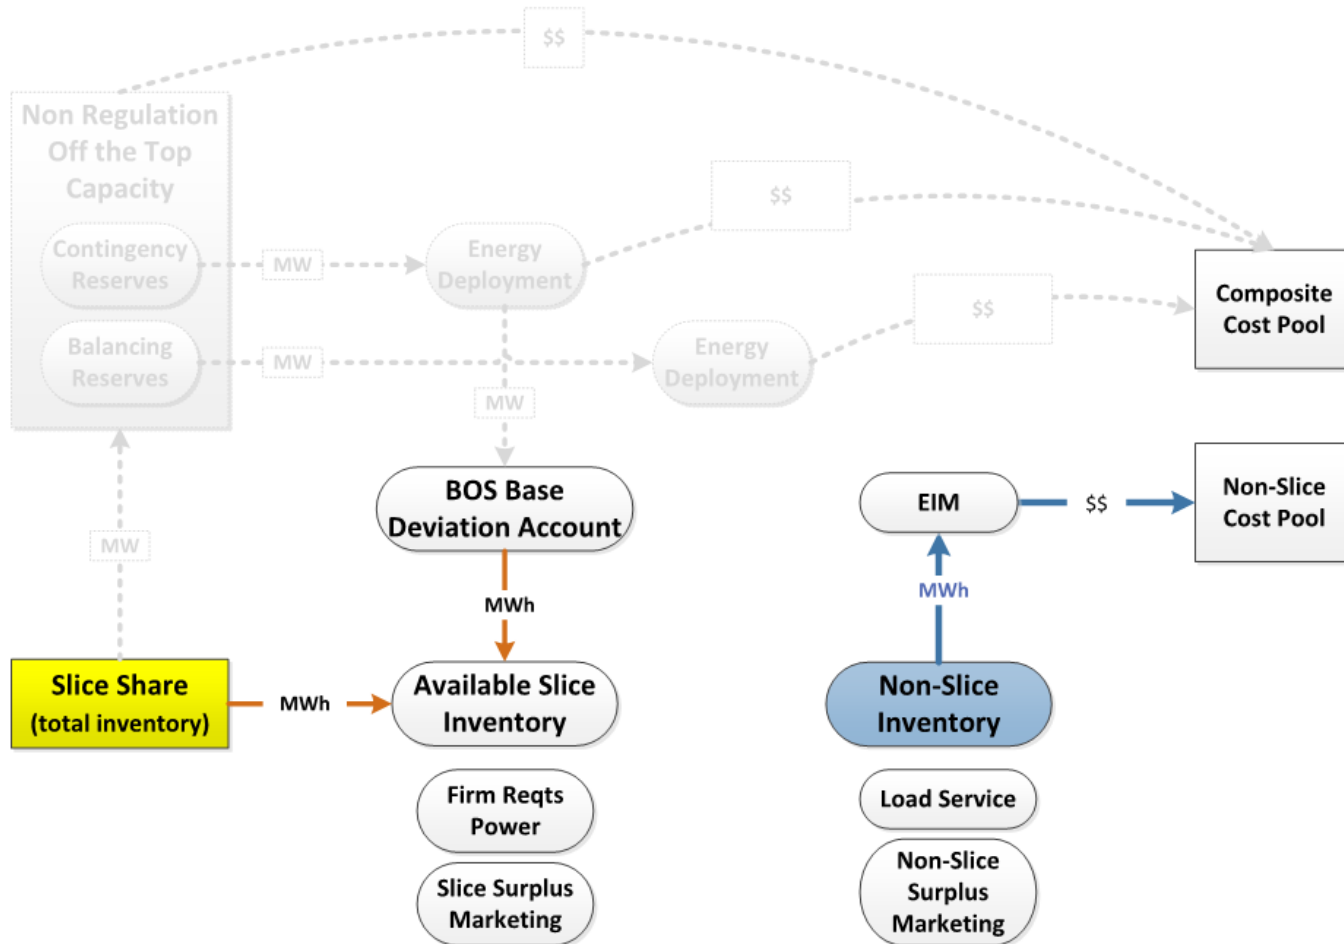 $$
Non Regulation
Off the Top
Capacity
$$
Contingency
Reserves
MW
Energy
Deployment
Composite
Cost Pool
$$
Balancing
Reserves
MW
Energy
Deployment
MW
BOS Base
Deviation Account
EIM
$$
Non-Slice
Cost Pool
MW
MWh
MWh
Slice Share
(total inventory)
MWh
Available Slice
Inventory
Non-Slice
Inventory
Firm Reqts
Power
Load Service
Slice Surplus
Marketing
Non-Slice
Surplus
Marketing